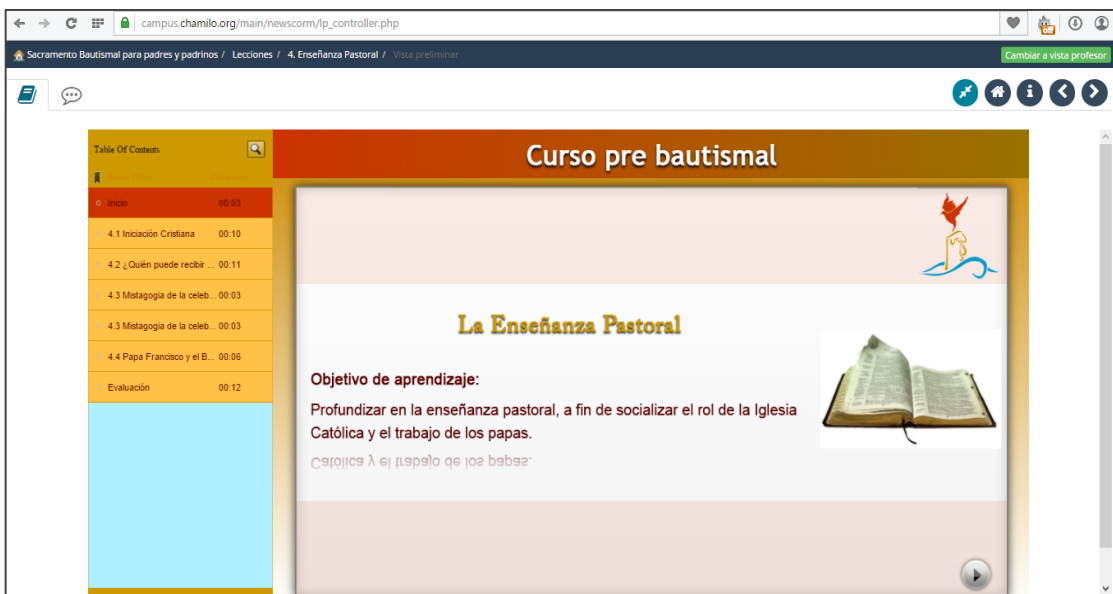 campus.chamilo.org/main/newscorm/lp_controller.php
off
Sacramento Bautismal para padres y padrinos / Lecciones / 4. Enseñanza Pastoral / Vista preliminar
Cambiar a vista profesor
Table Of Contents
Curso pre bautismal
Inicio 00:03
4.1 Iniciación Cristiana 00:10
4.2 ¿Quién puede recibir ... 00:11
4.3 Mistagogia de la celeb... 00:03
4.3 Mistagogia de la celeb... 00:03
4.4 Papa Francisco y el B... 00:06
Evaluación 00:12
La Enseñanza Pastoral
Objetivo de aprendizaje:
Profundizar en la enseñanza pastoral, a fin de socializar el rol de la Iglesia
Católica y el trabajo de los papas.